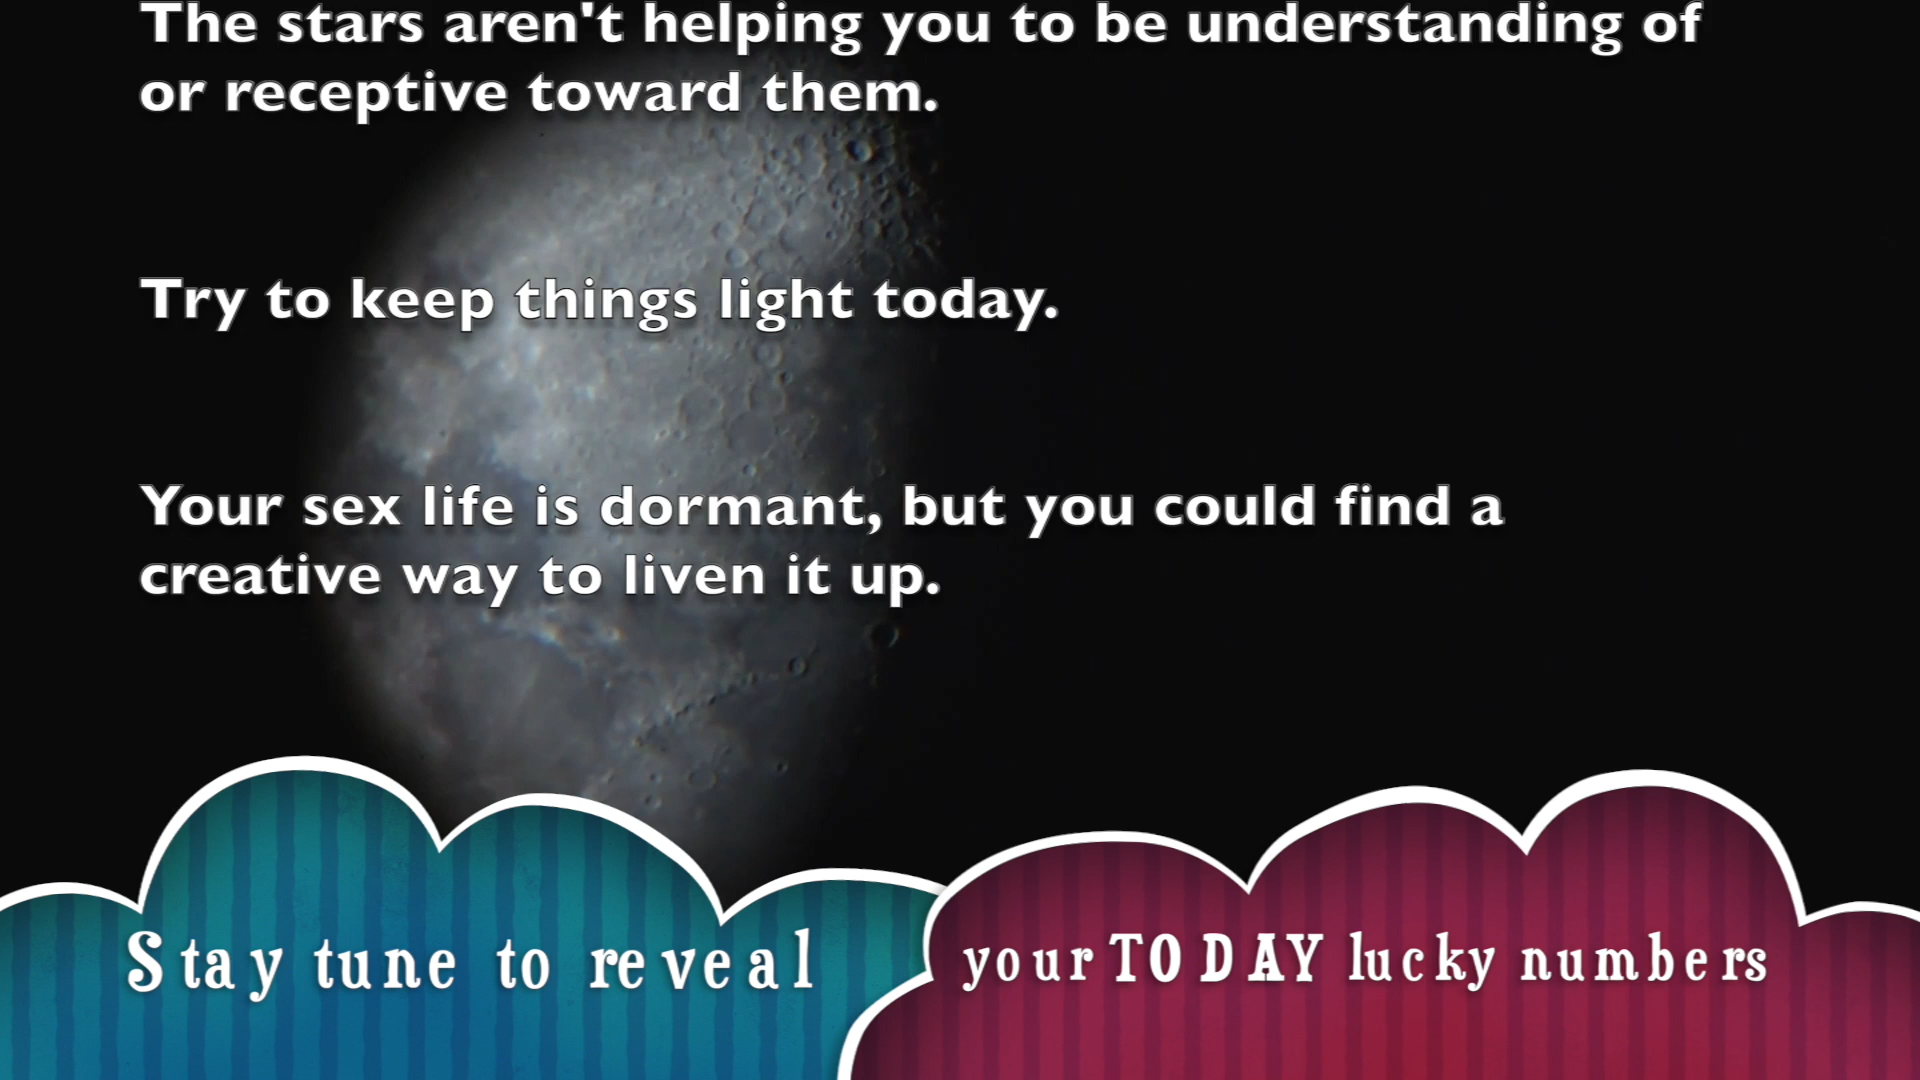 The stars aren't helping you to be understanding of
or receptive toward them.
Try to keep things light today.
Your sex life is dormant, but you could find a
creative way to liven it up.
Stay tune to reveal your TODAY lucky numbers